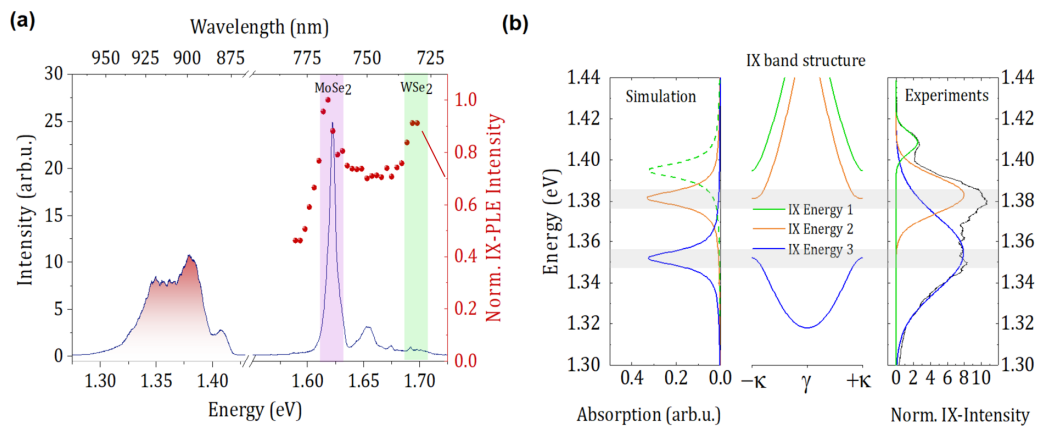 (a)
Wavelength (nm)
950 925 900 875 775 750 725
30
25
20
15
10
5
0
Intensity (arb.u.)
MoSe2
WSe2
1.0
0.8
0.6
0.4
0.2
0.0
Norm. IX-PLE Intensity
1.30 1.35 1.40 1.60 1.65 1.70
Energy (eV)
(b)
IX band structure
1.44
1.42
1.40
1.38
1.36
1.34
1.32
1.30
Energy (eV)
Simulation
IX Energy 1
IX Energy 2
IX Energy 3
Experiments
1.44
1.42
1.40
1.38
1.36
1.34
1.32
1.30
0.4 0.2 0.0
−κ γ +κ
0 2 4 6 8 10
Absorption (arb.u.)
Norm. IX-Intensity